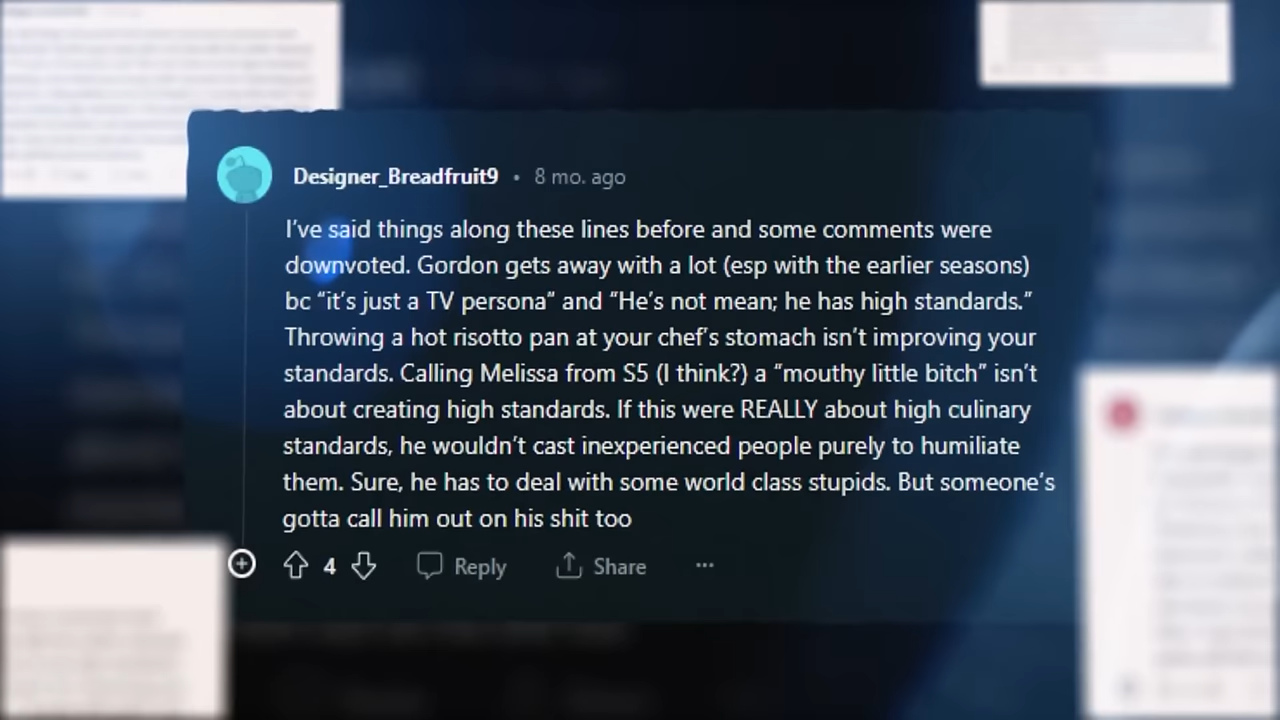 Designer_Breadfruit9 • 8 mo. ago
I’ve said things along these lines before and some comments were
downvoted. Gordon gets away with a lot (esp with the earlier seasons)
bc “it’s just a TV persona” and “He’s not mean; he has high standards.”
Throwing a hot risotto pan at your chef’s stomach isn’t improving your
standards. Calling Melissa from S5 (I think?) a “mouthy little bitch” isn’t
about creating high standards. If this were REALLY about high culinary
standards, he wouldn’t cast inexperienced people purely to humiliate
them. Sure, he has to deal with some world class stupids. But someone’s
gotta call him out on his shit too
4 Reply Share ...